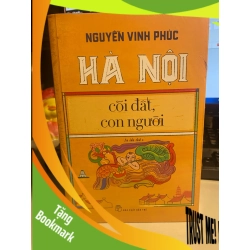 NGUYỄN VINH PHÚC
HÀ NỘI
cõi đất,
con người
Tặng
Bookmark
TRUST ME!